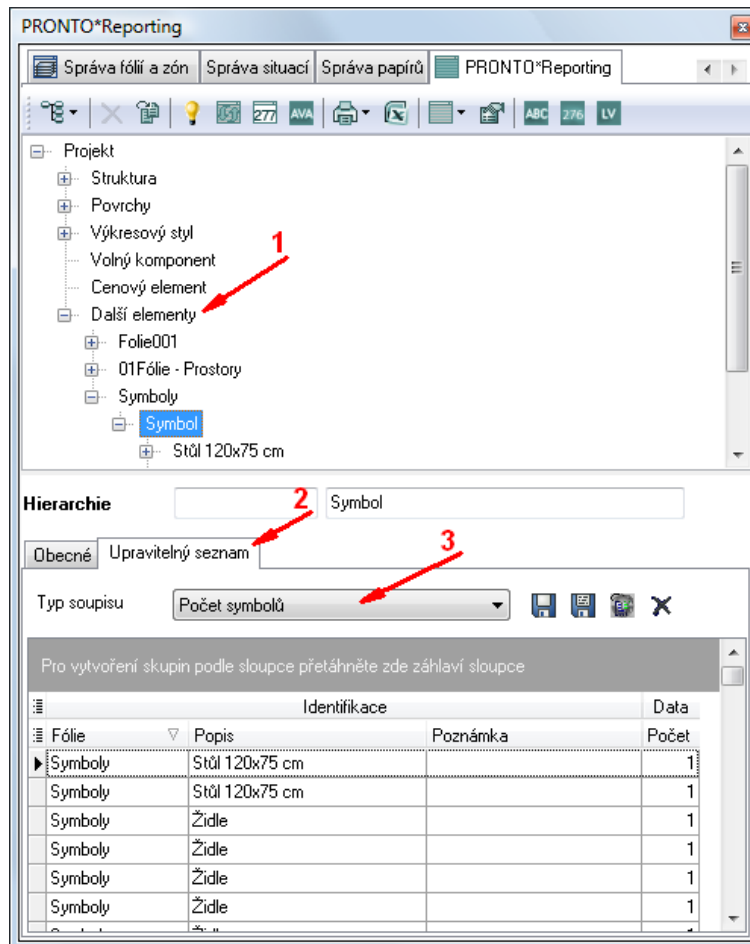 PRONTO*Reporting
Správa fólií a zón Správa situací Správa papírů PRONTO*Reporting
277 AVA ABC 276 LV
Projekt
Struktura
Povrchy
Výkresový styl
1
Volný komponent
Cenový element
Další elementy
Folie001
01Fólie - Prostory
Symboly
Symbol
Stůl 120x75 cm
Hierarchie Symbol
2
Obecné Upravitelný seznam
3
Typ soupisu Počet symbolů
Pro vytvoření skupin podle sloupce přetáhněte zde záhlaví sloupce
Identifikace Data
Fólie Popis Poznámka Počet
Symboly Stůl 120x75 cm 1
Symboly Stůl 120x75 cm 1
Symboly Židle 1
Symboly Židle 1
Symboly Židle 1
Symboly Židle 1